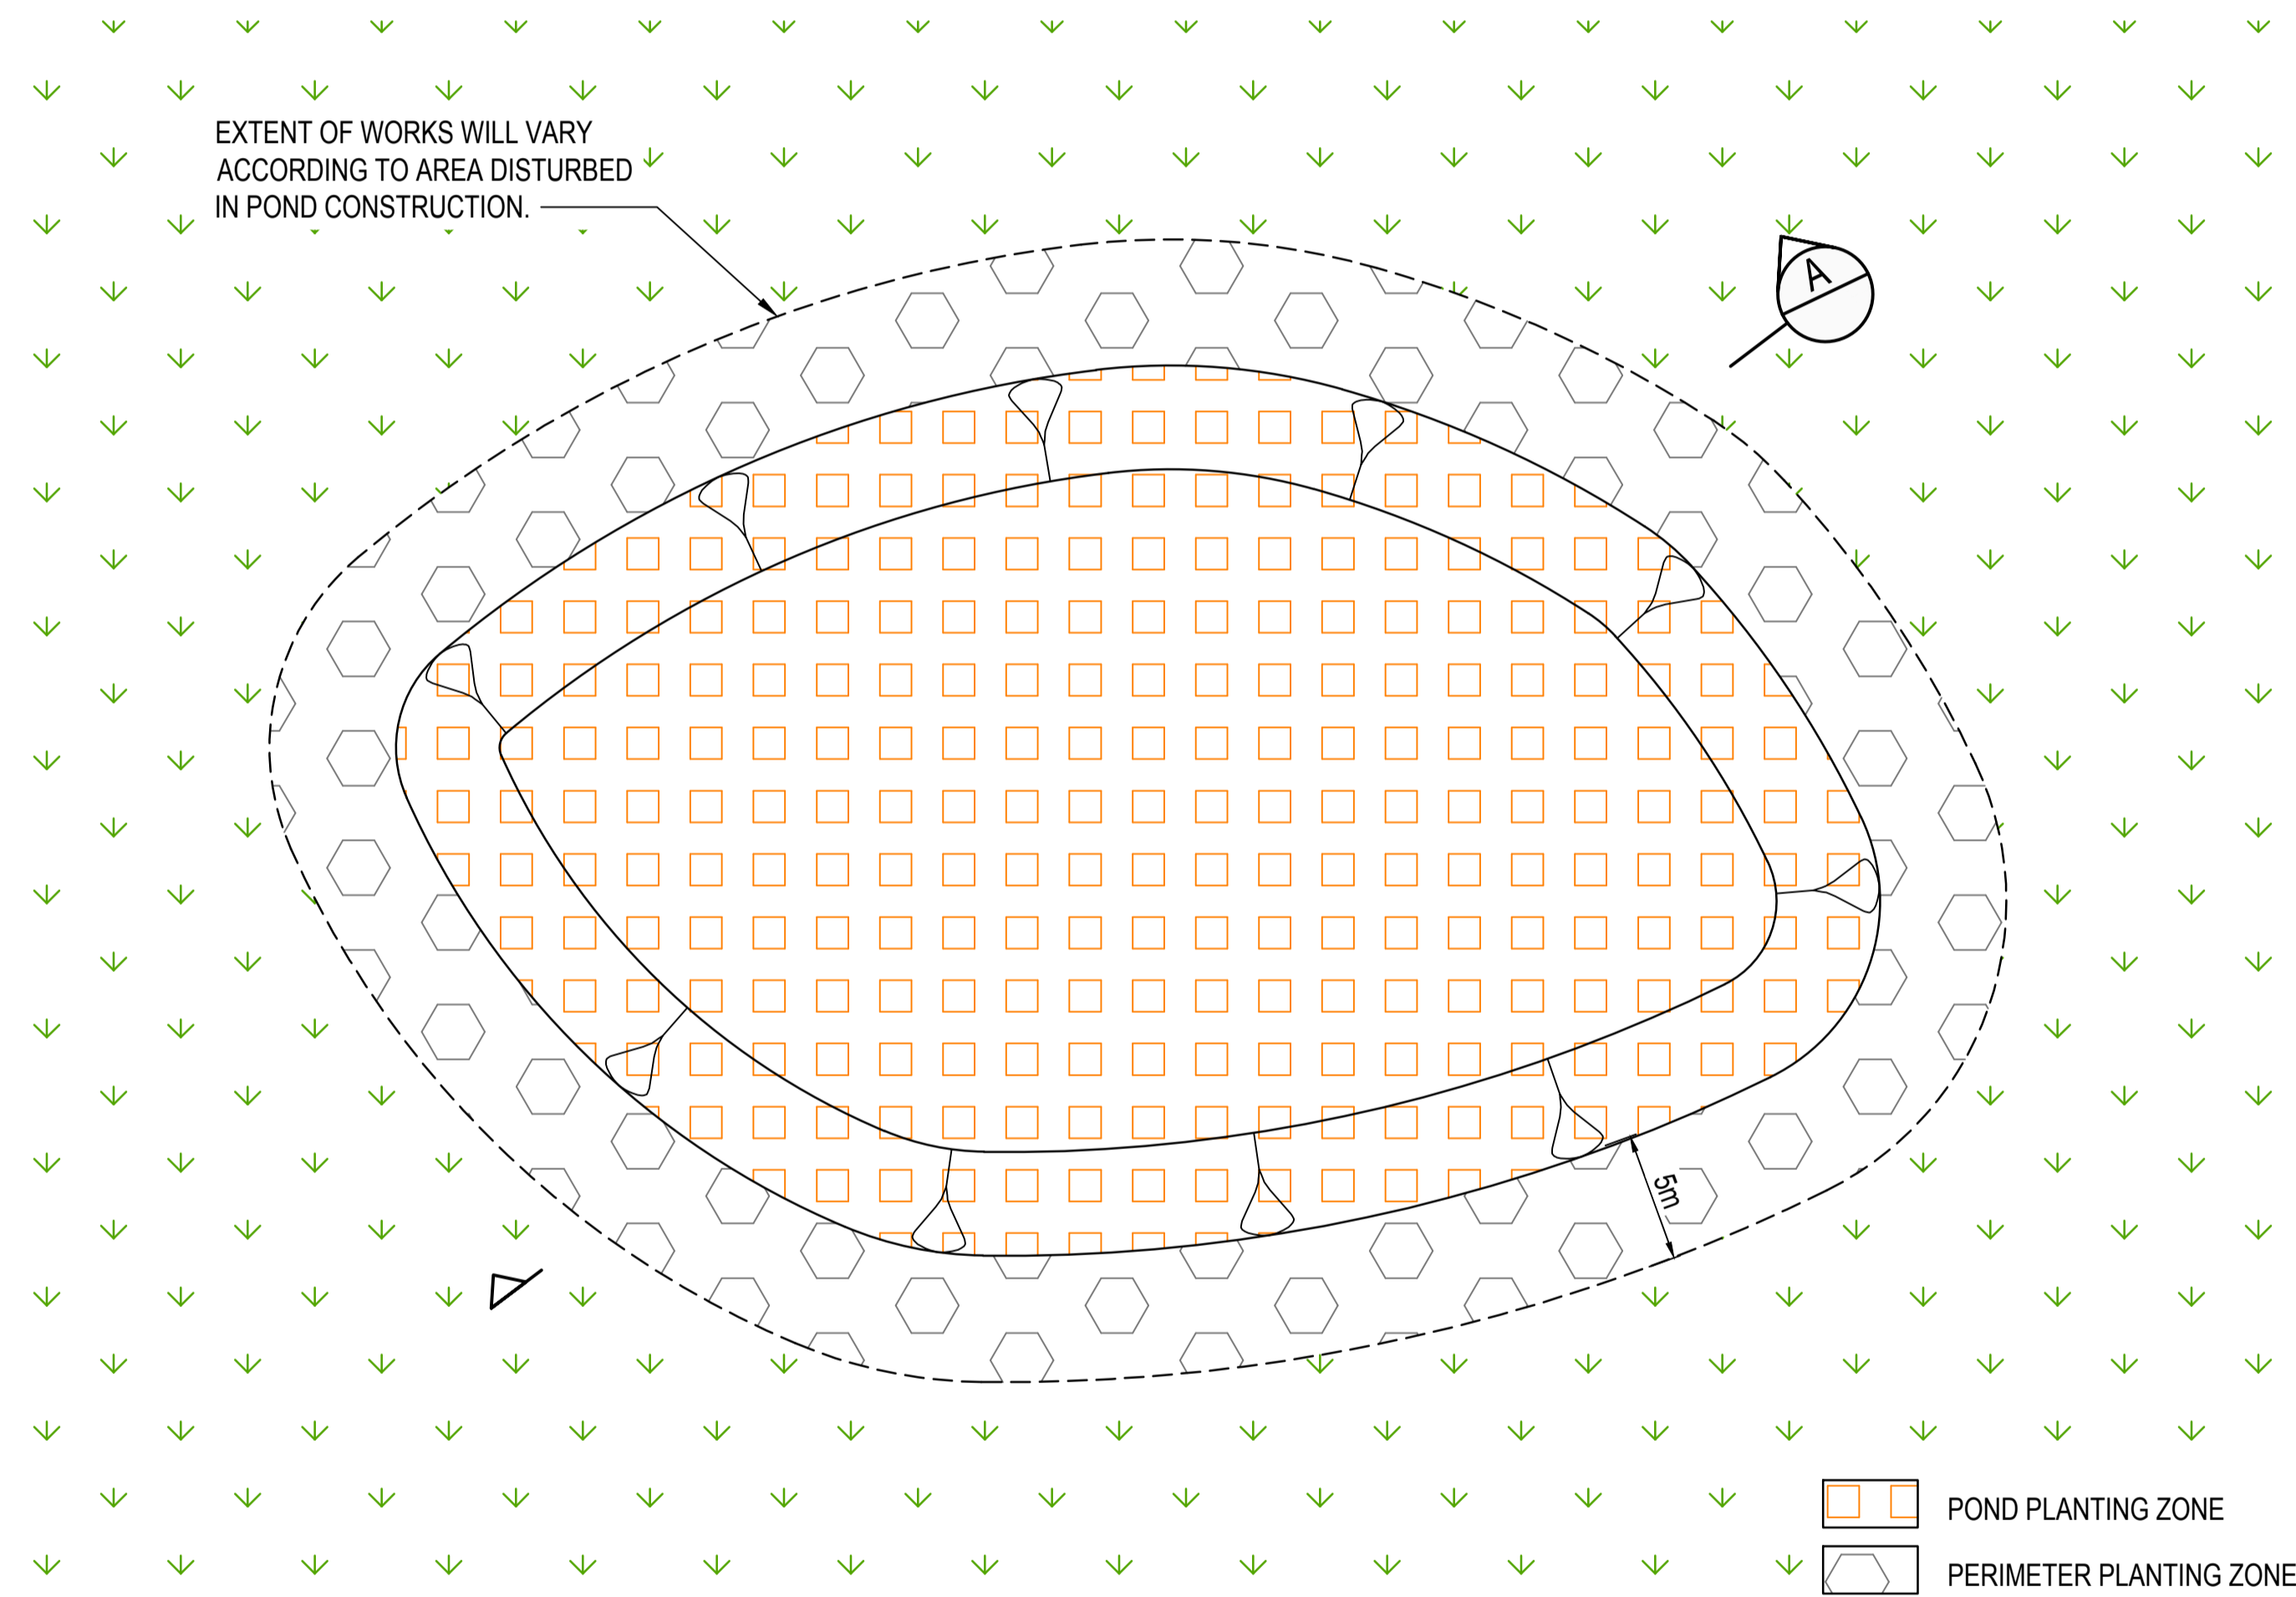 EXTENT OF WORKS WILL VARY
ACCORDING TO AREA DISTURBED
IN POND CONSTRUCTION.
A
5m
POND PLANTING ZONE
PERIMETER PLANTING ZONE